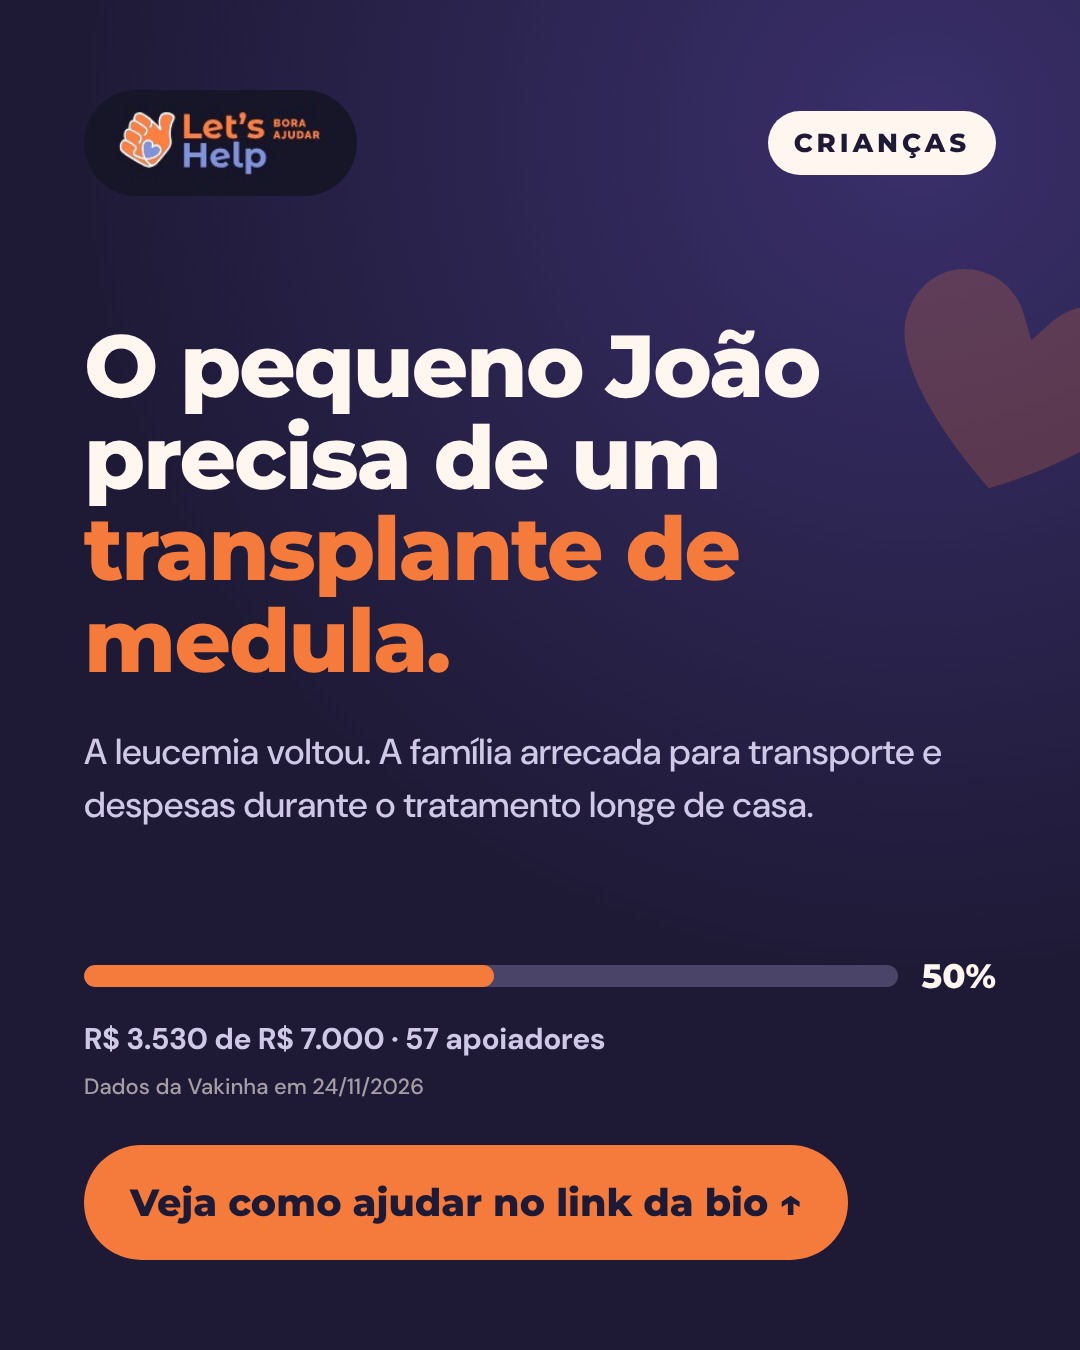 Let's Help BORA AJUDAR
CRIANÇAS
O pequeno João
precisa de um
transplante de
medula.
A leucemia voltou. A família arrecada para transporte e
despesas durante o tratamento longe de casa.
50%
R$ 3.530 de R$ 7.000 · 57 apoiadores
Dados da Vakinha em 24/11/2026
Veja como ajudar no link da bio ↑